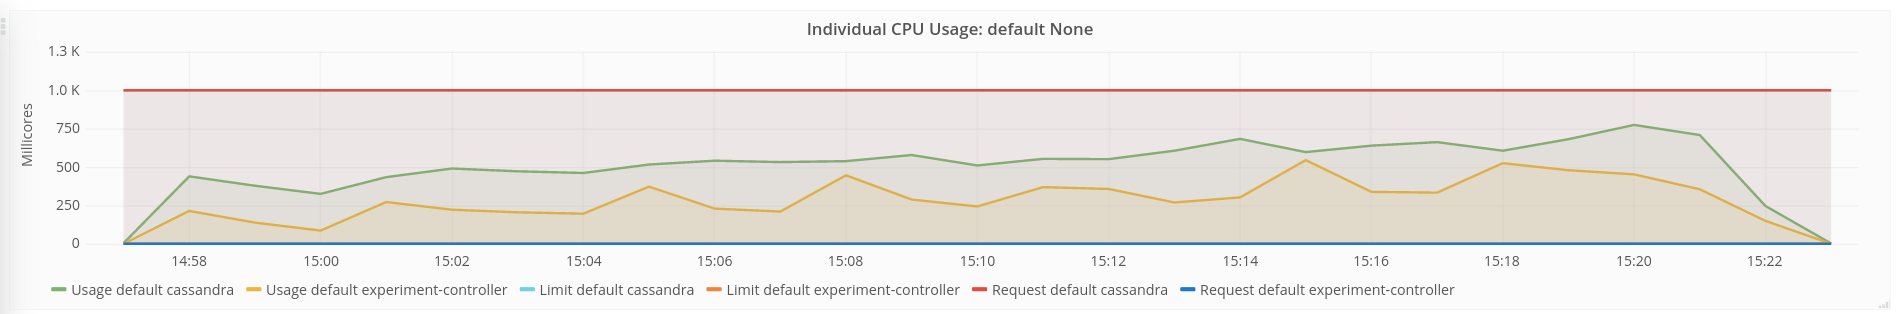 Individual CPU Usage: default None
Millicores
1.3 K
1.0 K
750
500
250
0
14:58 15:00 15:02 15:04 15:06 15:08 15:10 15:12 15:14 15:16 15:18 15:20 15:22
Usage default cassandra Usage default experiment-controller Limit default cassandra Limit default experiment-controller Request default cassandra Request default experiment-controller